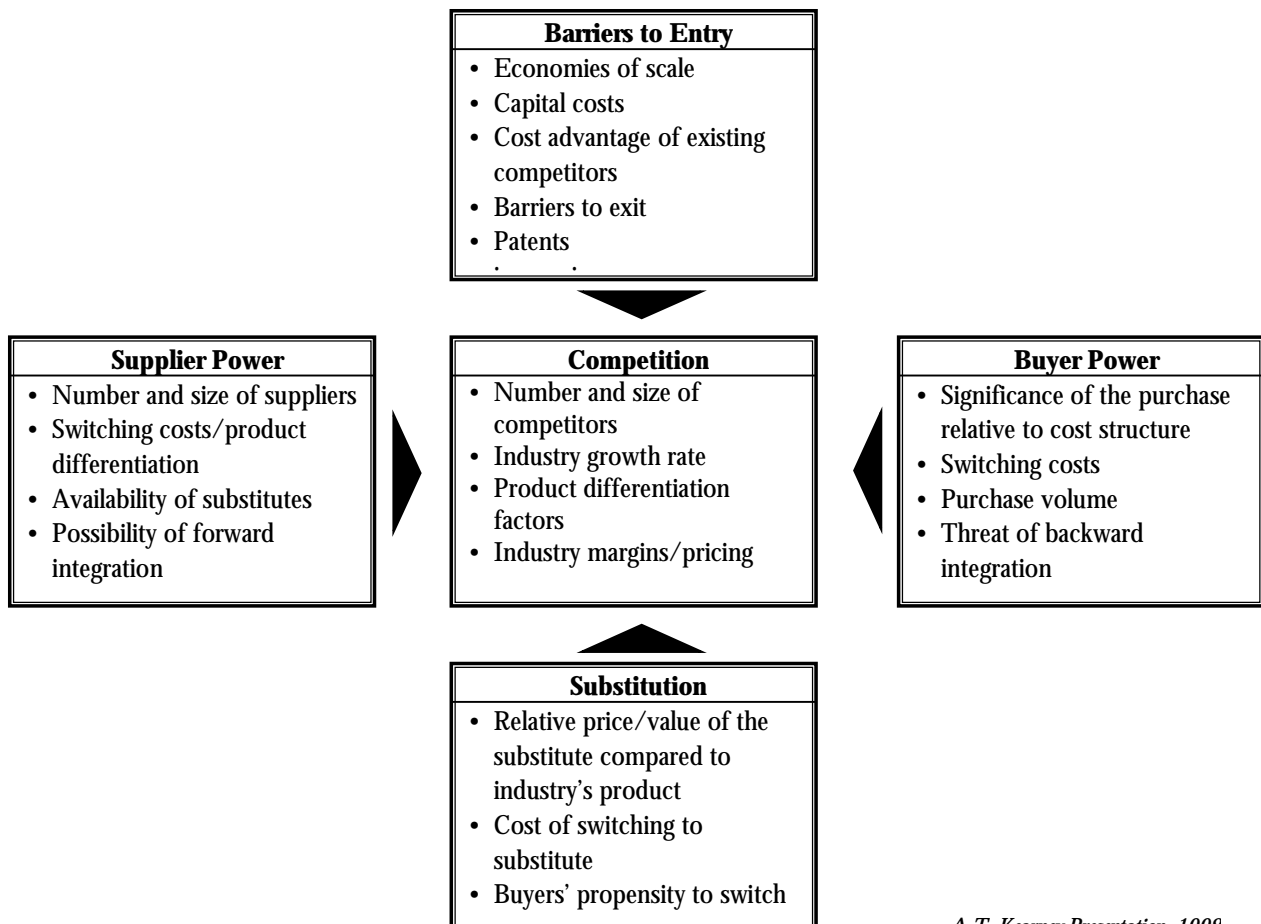 Barriers to Entry
• Economies of scale
• Capital costs
• Cost advantage of existing
competitors
• Barriers to exit
• Patents
Supplier Power
• Number and size of suppliers
• Switching costs/product
differentiation
• Availability of substitutes
• Possibility of forward
integration
Competition
• Number and size of
competitors
• Industry growth rate
• Product differentiation
factors
• Industry margins/pricing
Buyer Power
• Significance of the purchase
relative to cost structure
• Switching costs
• Purchase volume
• Threat of backward
integration
Substitution
• Relative price/value of the
substitute compared to
industry's product
• Cost of switching to
substitute
• Buyers' propensity to switch
A.T. Kearney Presentation,